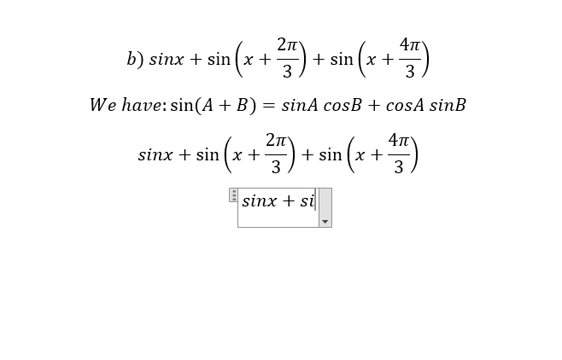 b) sinx + sin(x + 2π/3) + sin(x + 4π/3)
We have: sin(A + B) = sinA cosB + cosA sinB
sinx + sin(x + 2π/3) + sin(x + 4π/3)
sinx + si